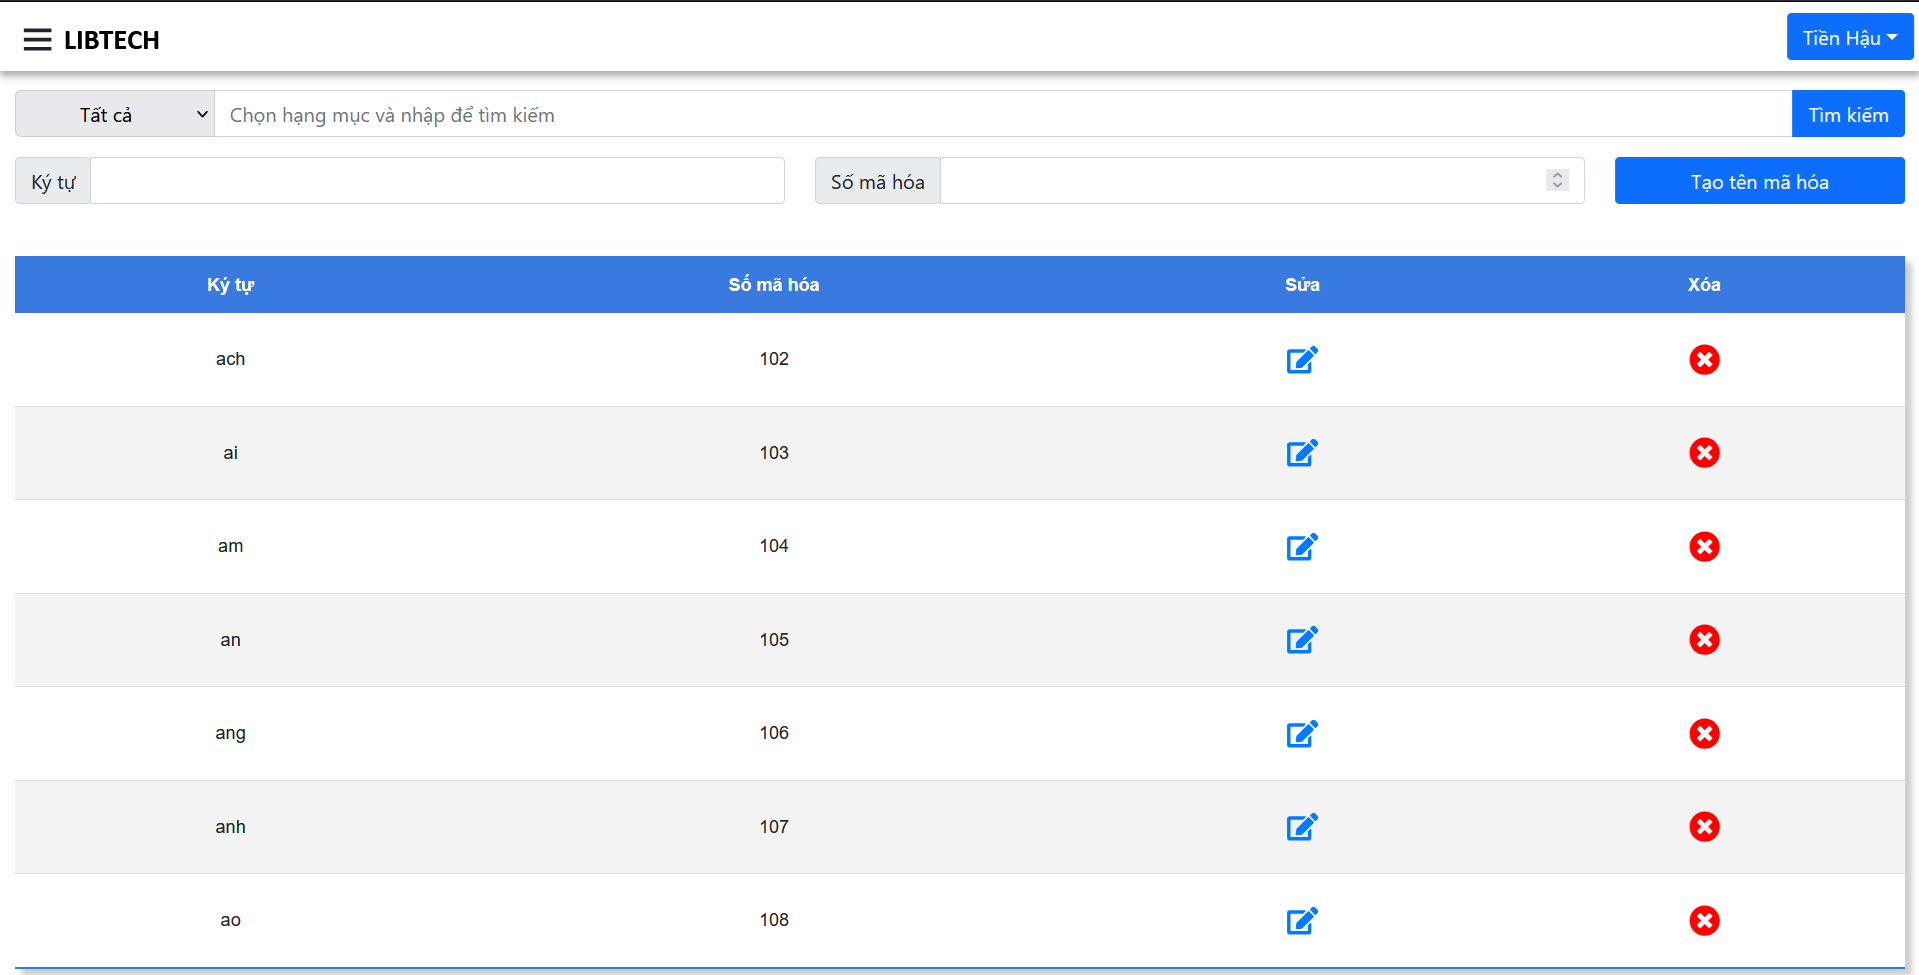 LIBTECH
Tiền Hậu
Tất cả Chọn hạng mục và nhập để tìm kiếm Tìm kiếm
Ký tự Số mã hóa Tạo tên mã hóa
Ký tự Số mã hóa Sửa Xóa
ach 102
ai 103
am 104
an 105
ang 106
anh 107
ao 108